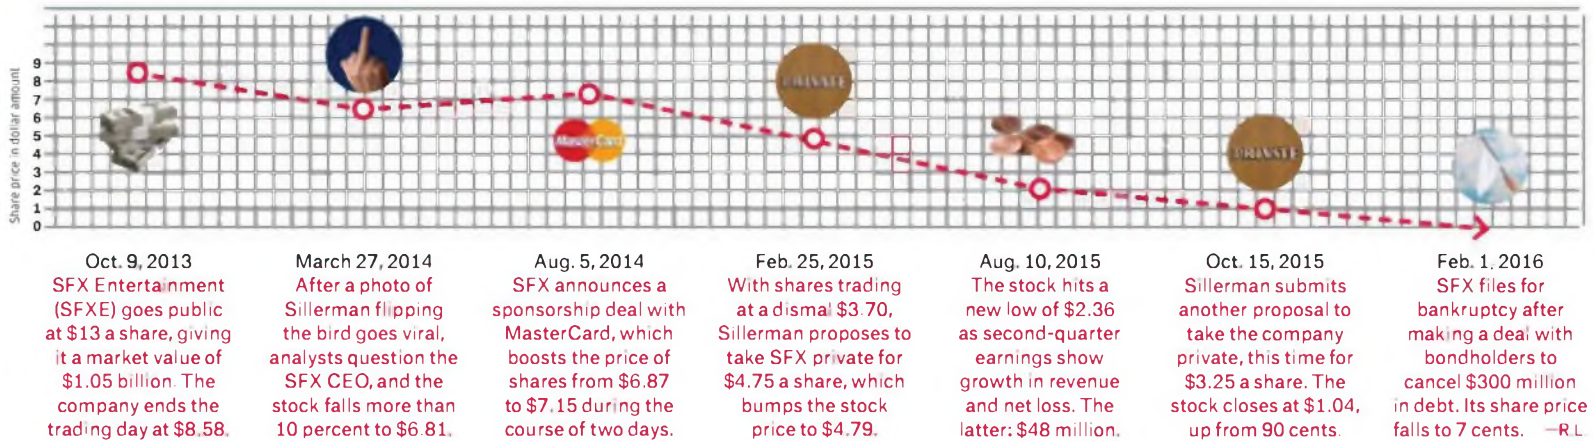 Share price in dollar amount
9
8
7
6
5
4
3
2
1
0
PRIVATE
MasterCard
PRIVATE
Oct. 9, 2013
SFX Entertainment
(SFXE) goes public
at $13 a share, giving
it a market value of
$1.05 billion. The
company ends the
trading day at $8.58.
March 27, 2014
After a photo of
Sillerman flipping
the bird goes viral,
analysts question the
SFX CEO, and the
stock falls more than
10 percent to $6.81.
Aug. 5, 2014
SFX announces a
sponsorship deal with
MasterCard, which
boosts the price of
shares from $6.87
to $7.15 during the
course of two days.
Feb. 25, 2015
With shares trading
at a dismal $3.70,
Sillerman proposes to
take SFX private for
$4.75 a share, which
bumps the stock
price to $4.79.
Aug. 10, 2015
The stock hits a
new low of $2.36
as second-quarter
earnings show
growth in revenue
and net loss. The
latter: $48 million.
Oct. 15, 2015
Sillerman submits
another proposal to
take the company
private, this time for
$3.25 a share. The
stock closes at $1.04,
up from 90 cents.
Feb. 1, 2016
SFX files for
bankruptcy after
making a deal with
bondholders to
cancel $300 million
in debt. Its share price
falls to 7 cents. —R.L.